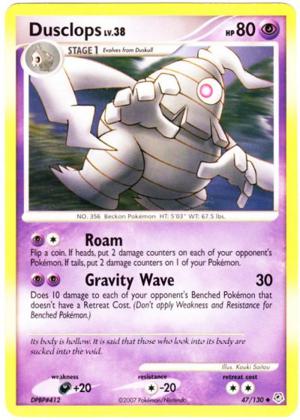 Dusclops LV.38 HP 80
STAGE 1 Evolves from Duskull
NO. 356 Beckon Pokémon HT: 5'03" WT: 67.5 lbs.
Roam
Flip a coin. If heads, put 2 damage counters on each of your opponent's
Pokémon. If tails, put 2 damage counters on 1 of your opponent's Pokémon.
Gravity Wave 30
Does 10 damage to each of your opponent's Benched Pokémon that
doesn't have a Retreat Cost. (Don't apply Weakness and Resistance for
Benched Pokémon.)
Its body is hollow. It is said that those who look into its body are
sucked into the void.
Illus. Kouki Saitou
weakness resistance retreat cost
+20 -20
DPBP#412 ©2007 Pokémon/Nintendo 47/130